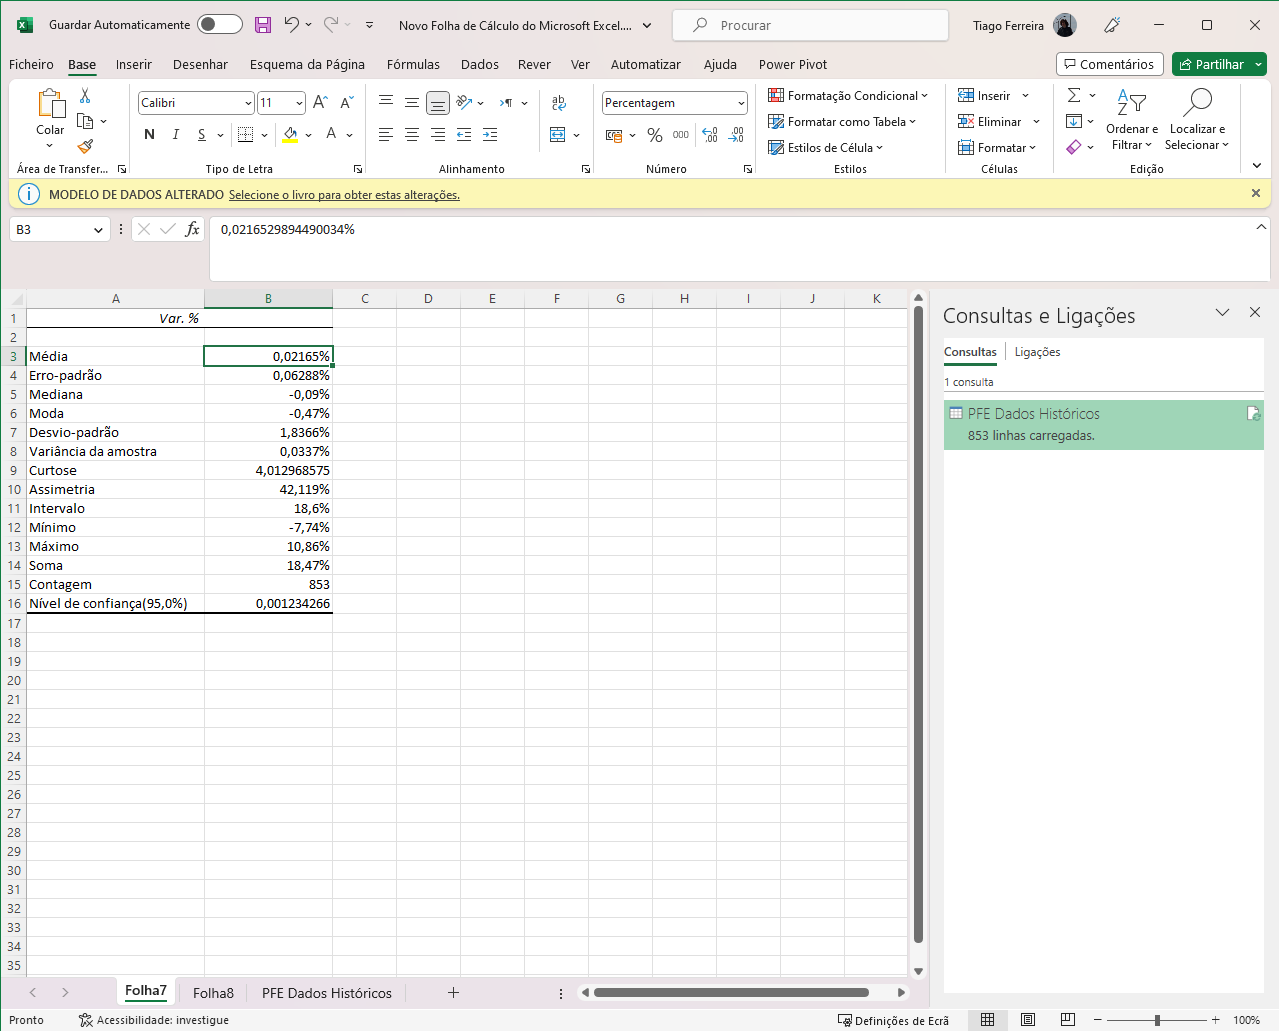 Guardar Automaticamente
Novo Folha de Cálculo do Microsoft Excel....
Procurar
Tiago Ferreira
Ficheiro Base Inserir Desenhar Esquema da Página Fórmulas Dados Rever Ver Automatizar Ajuda Power Pivot
Comentários
Partilhar
Colar
Área de Transfer...
Calibri 11
N I S
Tipo de Letra
Alinhamento
Percentagem
% 000
Número
Formatação Condicional
Formatar como Tabela
Estilos de Célula
Estilos
Inserir
Eliminar
Formatar
Células
Ordenar e
Filtrar
Localizar e
Selecionar
Edição
MODELO DE DADOS ALTERADO Selecione o livro para obter estas alterações.
B3 fx 0,0216529894490034%
A B C D E F G H I J K
1 Var. %
2
3 Média 0,02165%
4 Erro-padrão 0,06288%
5 Mediana -0,09%
6 Moda -0,47%
7 Desvio-padrão 1,8366%
8 Variância da amostra 0,0337%
9 Curtose 4,012968575
10 Assimetria 42,119%
11 Intervalo 18,6%
12 Mínimo -7,74%
13 Máximo 10,86%
14 Soma 18,47%
15 Contagem 853
16 Nível de confiança(95,0%) 0,001234266
17
18
19
20
21
22
23
24
25
26
27
28
29
30
31
32
33
34
35
Consultas e Ligações
Consultas Ligações
1 consulta
PFE Dados Históricos
853 linhas carregadas.
Folha7 Folha8 PFE Dados Históricos
Pronto
Acessibilidade: investigue
Definições de Ecrã
100%